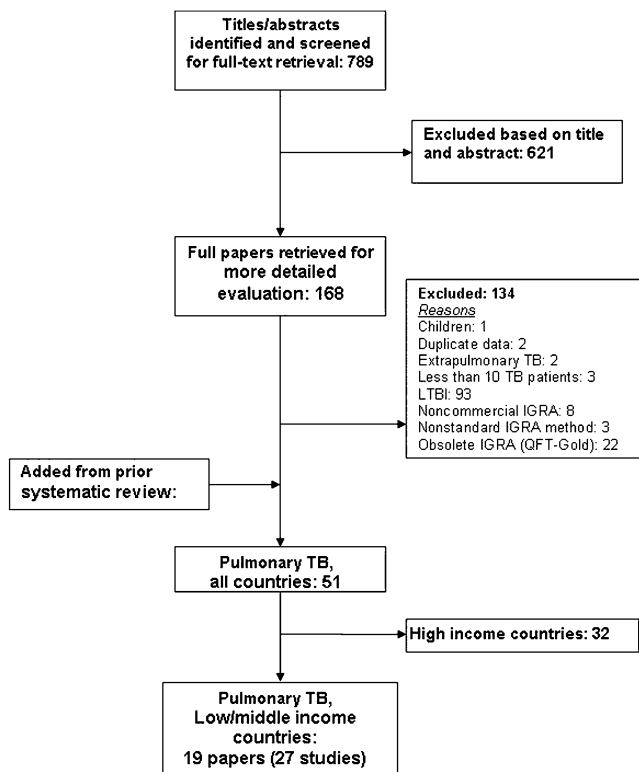 Titles/abstracts
identified and screened
for full-text retrieval: 789
Excluded based on title
and abstract: 621
Full papers retrieved for
more detailed
evaluation: 168
Excluded: 134
Reasons
Children: 1
Duplicate data: 2
Extrapulmonary TB: 2
Less than 10 TB patients: 3
LTBI: 93
Noncommercial IGRA: 8
Nonstandard IGRA method: 3
Obsolete IGRA (QFT-Gold): 22
Added from prior
systematic review:
Pulmonary TB,
all countries: 51
High income countries: 32
Pulmonary TB,
Low/middle income
countries:
19 papers (27 studies)